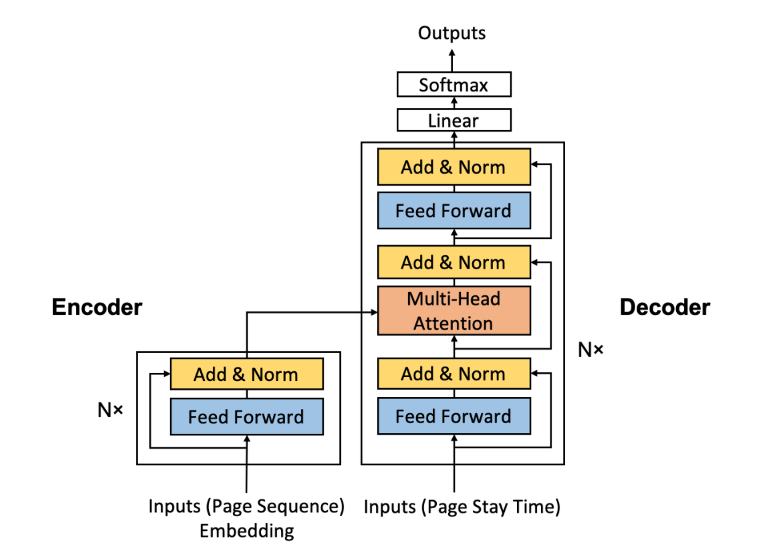 Outputs
Softmax
Linear
Add & Norm
Feed Forward
Add & Norm
Multi-Head
Attention
Add & Norm
Feed Forward
Inputs (Page Stay Time)
Decoder
N×
Encoder
Add & Norm
Feed Forward
N×
Inputs (Page Sequence)
Embedding